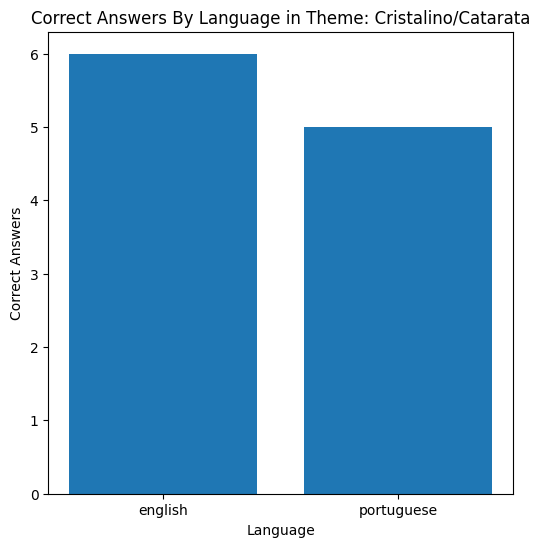 Correct Answers By Language in Theme: Cristalino/Catarata
6
5
4
3
2
1
0
Correct Answers
english
portuguese
Language